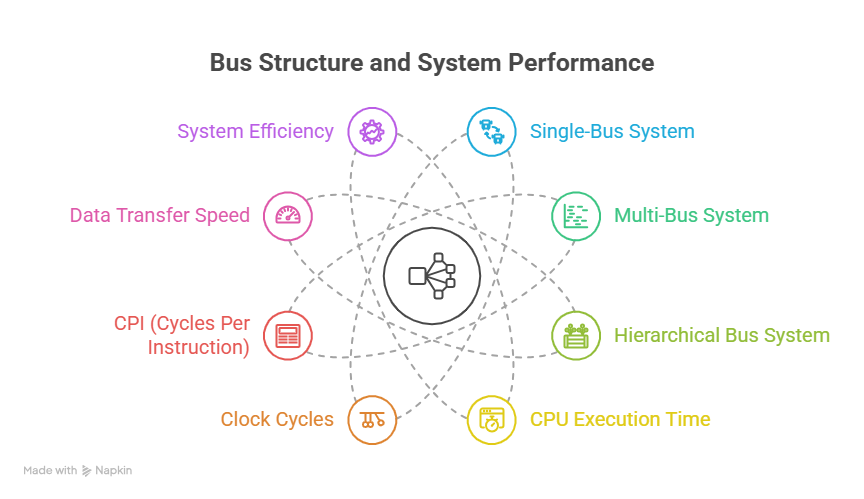 Bus Structure and System Performance
System Efficiency
Single-Bus System
Data Transfer Speed
Multi-Bus System
CPI (Cycles Per
Instruction)
Hierarchical Bus System
Clock Cycles
CPU Execution Time
Made with Napkin